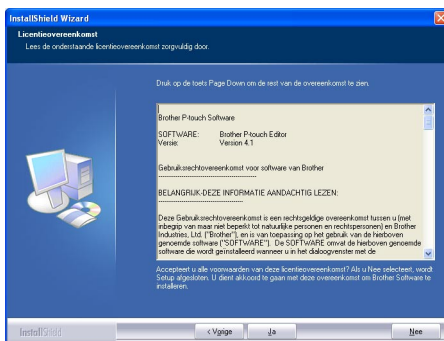 InstallShield Wizard
Licentieovereenkomst
Lees de onderstaande licentieovereenkomst zorgvuldig door.
Druk op de toets Page Down om de rest van de overeenkomst te zien.
Brother P-touch Software
SOFTWARE: Brother P-touch Editor
Versie: Version 4.1
Gebruiksrechtovereenkomst voor software van Brother
--------------------------------------------------
BELANGRIJK-DEZE INFORMATIE AANDACHTIG LEZEN:
--------------------------------------------------
Deze Gebruiksrechtovereenkomst is een rechtsgeldige overeenkomst tussen u (met
inbegrip van maar niet beperkt tot natuurlijke personen en rechtspersonen) en Brother
Industries, Ltd. ("Brother"), en is van toepassing op het gebruik van de hierboven
genoemde software ("SOFTWARE"). De SOFTWARE omvat de hierboven genoemde
software die wordt geïnstalleerd wanneer u in het dialoogvenster met de
Accepteert u alle voorwaarden van deze licentieovereenkomst? Als u Nee selecteert, wordt
Setup afgesloten. U dient akkoord te gaan met deze overeenkomst om Brother Software te
installeren.
InstallShield
< Vorige
Ja
Nee